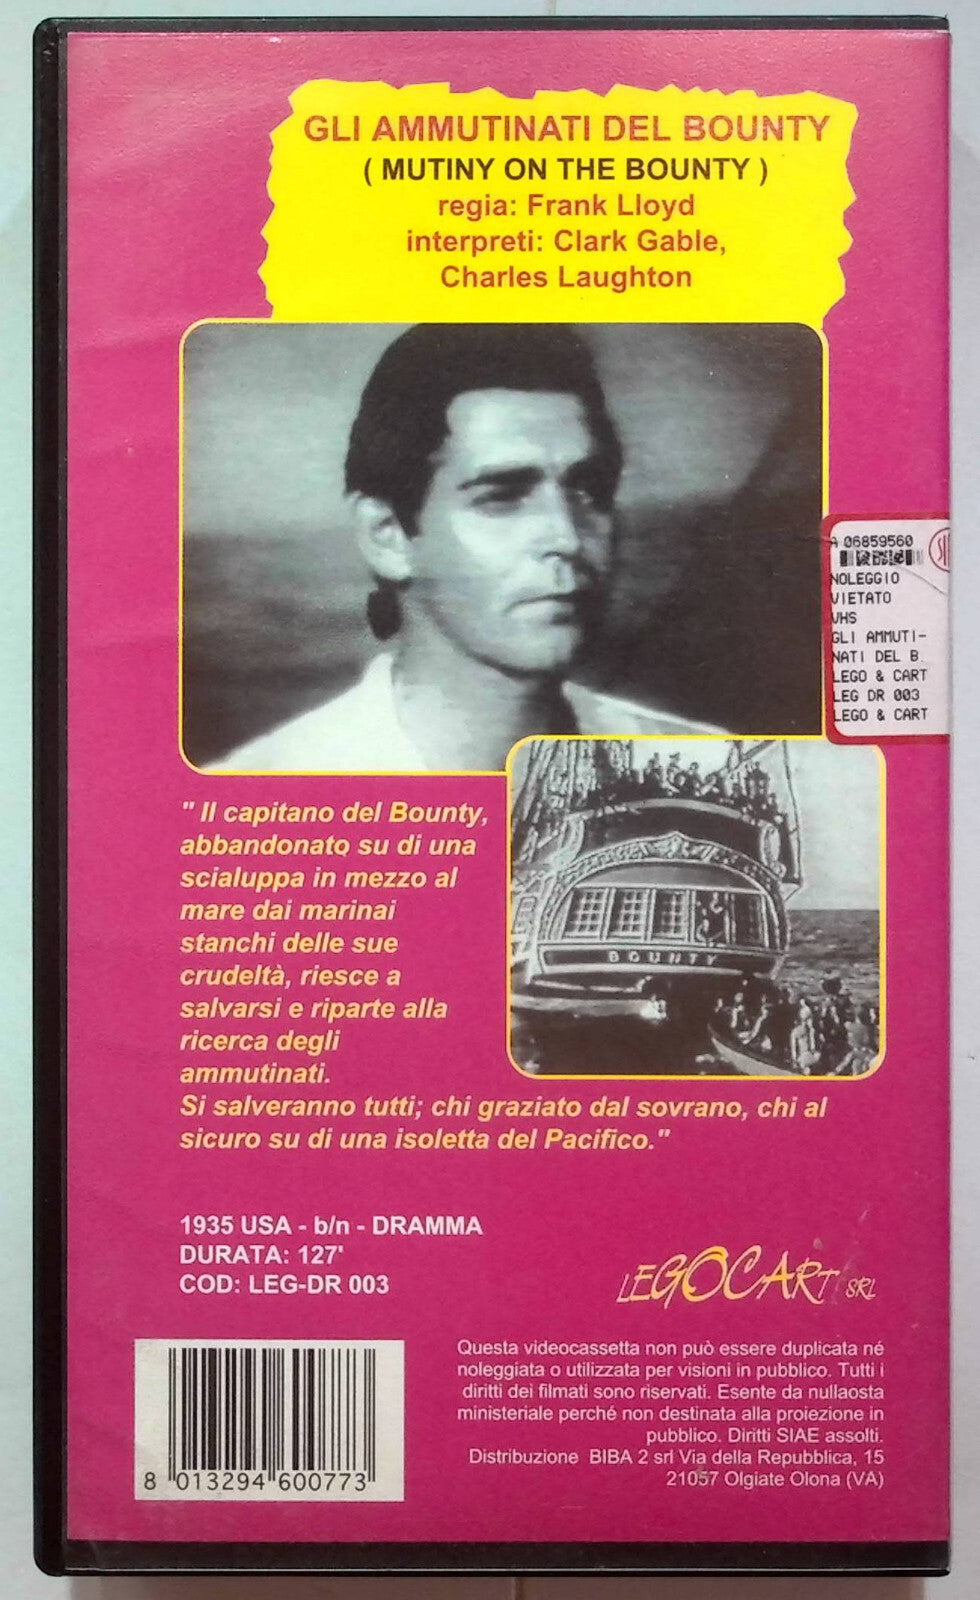 GLI AMMUTINATI DEL BOUNTY
( MUTINY ON THE BOUNTY )
regia: Frank Lloyd
interpreti: Clark Gable,
Charles Laughton
A 06859560
NOLEGGIO
VIETATO
VHS
GLI AMMUTI-
NATI DEL B.
LEGO & CART
LEG DR 003
LEGO & CART
BOUNTY
" Il capitano del Bounty,
abbandonato su di una
scialuppa in mezzo al
mare dai marinai
stanchi delle sue
crudeltà, riesce a
salvarsi e riparte alla
ricerca degli
ammutinati.
Si salveranno tutti; chi graziato dal sovrano, chi al
sicuro su di una isoletta del Pacifico."
1935 USA - b/n - DRAMMA
DURATA: 127'
COD: LEG-DR 003
LEGOCART SRL
8 013294 600773
Questa videocassetta non può essere duplicata né
noleggiata o utilizzata per visioni in pubblico. Tutti i
diritti dei filmati sono riservati. Esente da nullaosta
ministeriale perché non destinata alla proiezione in
pubblico. Diritti SIAE assolti.
Distribuzione BIBA 2 srl Via della Repubblica, 15
21057 Olgiate Olona (VA)